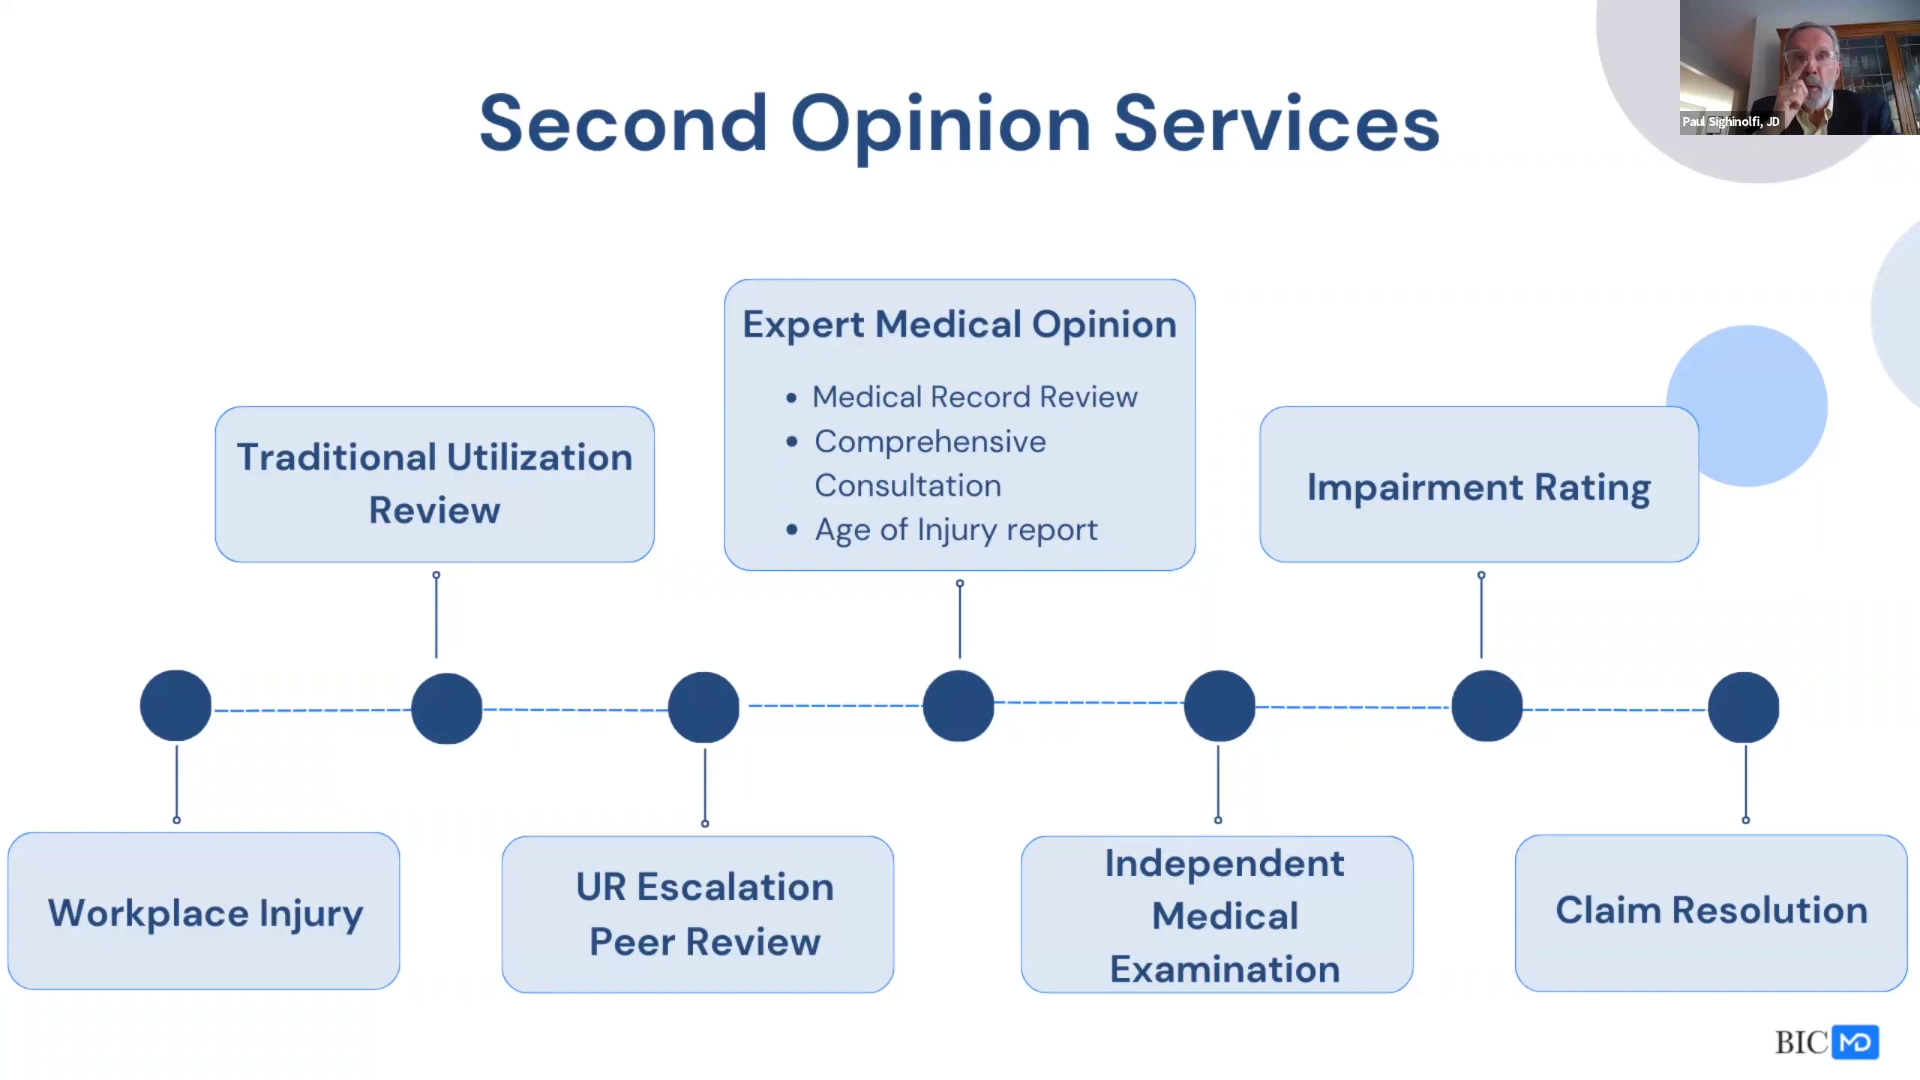 Second Opinion Services
Paul Sighinolfi, JD
Expert Medical Opinion
• Medical Record Review
• Comprehensive
Consultation
• Age of Injury report
Traditional Utilization
Review
Impairment Rating
Workplace Injury
UR Escalation
Peer Review
Independent
Medical
Examination
Claim Resolution
BIC MD